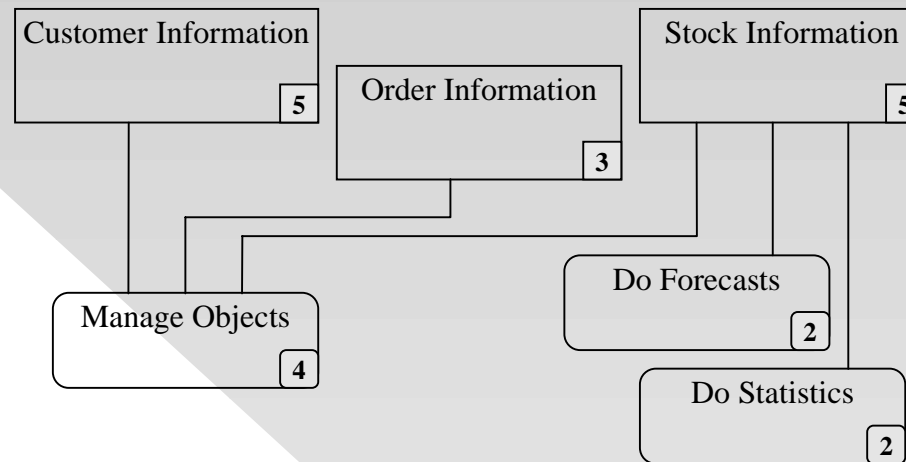 Customer Information
5
Order Information
3
Stock Information
5
Manage Objects
4
Do Forecasts
2
Do Statistics
2